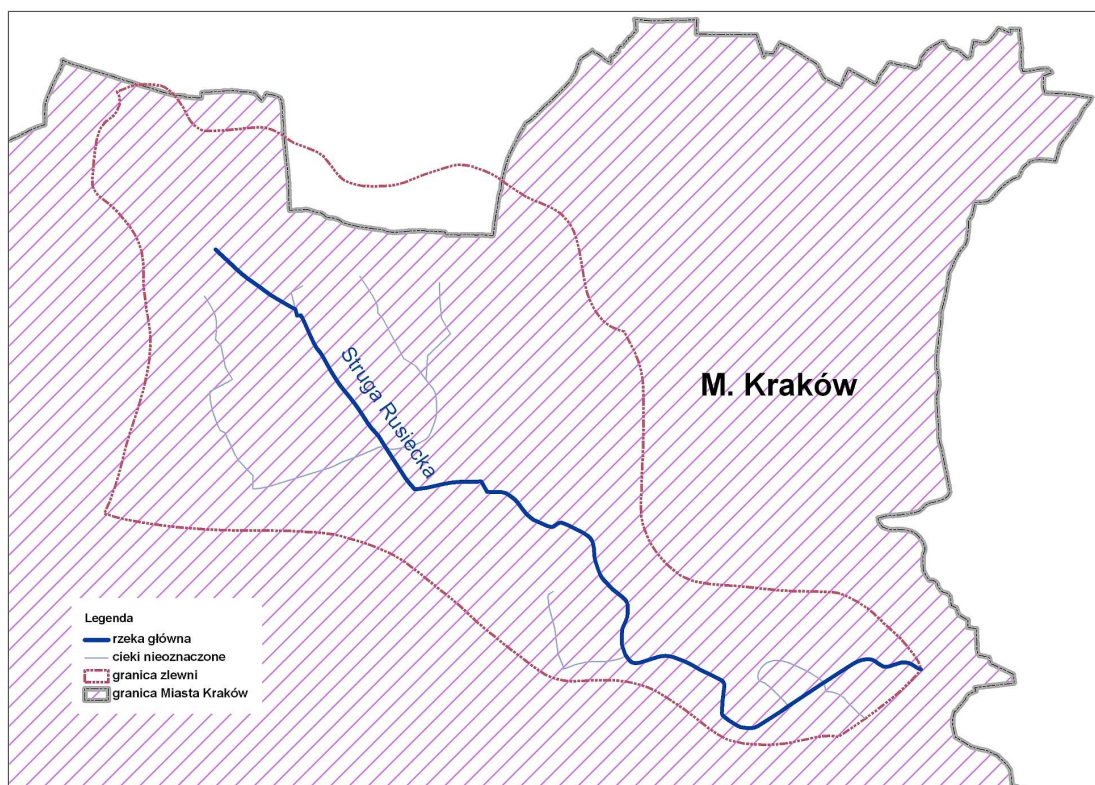 Struga Rusiecka
M. Kraków
Legenda
rzeka główna
cieki nieoznaczone
granica zlewni
granica Miasta Kraków